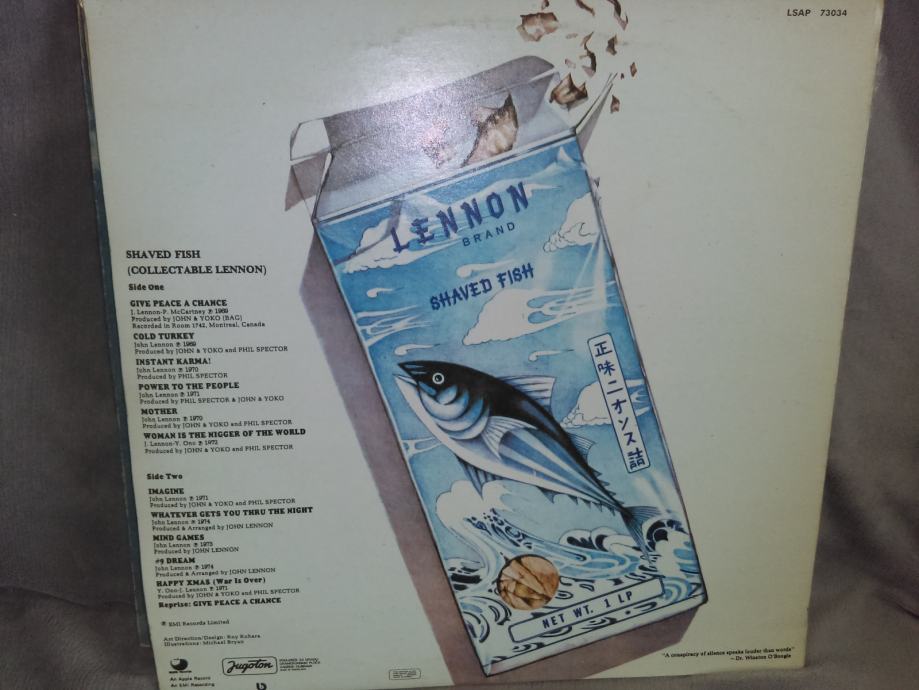 LSAP 73034
LENNON
BRAND
SHAVED FISH
正味二オンス詰
NET WT. 1 LP
SHAVED FISH
(COLLECTABLE LENNON)
Side One
GIVE PEACE A CHANCE
J. Lennon-P. McCartney ℗ 1969
Produced by JOHN & YOKO (BAG)
Recorded in Room 1742, Montreal, Canada
COLD TURKEY
John Lennon ℗ 1969
Produced by JOHN & YOKO and PHIL SPECTOR
INSTANT KARMA!
John Lennon ℗ 1970
Produced by PHIL SPECTOR
POWER TO THE PEOPLE
John Lennon ℗ 1971
Produced by PHIL SPECTOR & JOHN & YOKO
MOTHER
John Lennon ℗ 1970
Produced by JOHN & YOKO and PHIL SPECTOR
WOMAN IS THE NIGGER OF THE WORLD
J. Lennon-Y. Ono ℗ 1972
Produced by JOHN & YOKO and PHIL SPECTOR
Side Two
IMAGINE
John Lennon ℗ 1971
Produced by JOHN & YOKO and PHIL SPECTOR
WHATEVER GETS YOU THRU THE NIGHT
John Lennon ℗ 1974
Produced & Arranged by JOHN LENNON
MIND GAMES
John Lennon ℗ 1973
Produced by JOHN LENNON
#9 DREAM
John Lennon ℗ 1974
Produced & Arranged by JOHN LENNON
HAPPY XMAS (War Is Over)
Y. Ono-J. Lennon ℗ 1971
Produced by JOHN & YOKO and PHIL SPECTOR
Reprise: GIVE PEACE A CHANCE
℗ EMI Records Limited
Art Direction/Design: Roy Kohara
Illustrations: Michael Bryan
Jugoton
An Apple Record
An EMI Recording
"A conspiracy of silence speaks louder than words"
—Dr. Winston O'Boogie